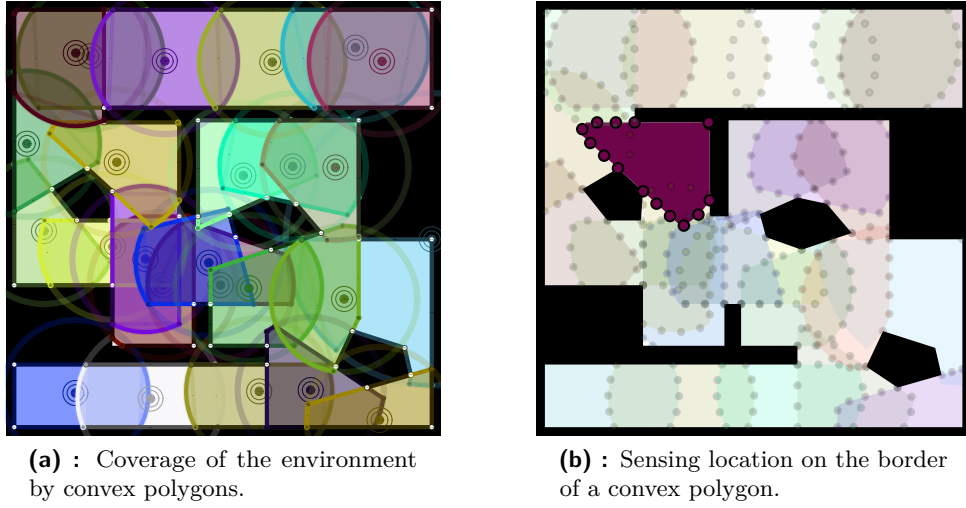 (a) : Coverage of the environment
by convex polygons.
(b) : Sensing location on the border
of a convex polygon.